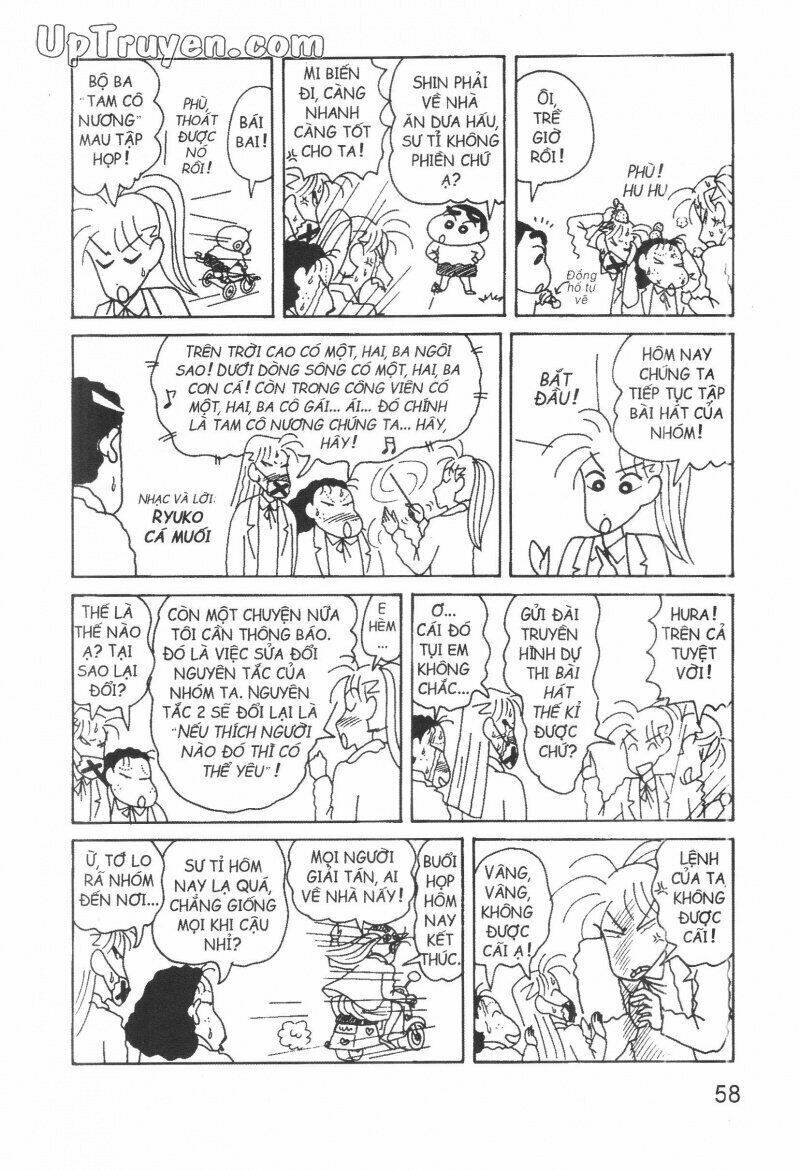 UpTruyen.com
ÔI,
TRỄ
GIỜ
RỒI!
PHÙ!
HU HU
Đồng
hồ tự
vẽ
SHIN PHẢI
VỀ NHÀ
ĂN DƯA HẤU,
SƯ TỈ KHÔNG
PHIỀN CHỨ
Ạ?
MI BIẾN
ĐI, CÀNG
NHANH
CÀNG TỐT
CHO TA!
BÁI
BAI!
PHÙ,
THOÁT
ĐƯỢC
NÓ
RỒI!
BỘ BA
"TAM CÔ
NƯƠNG"
MAU TẬP
HỌP!
HÔM NAY
CHÚNG TA
TIẾP TỤC TẬP
BÀI HÁT CỦA
NHÓM!
BẮT
ĐẦU!
TRÊN TRỜI CAO CÓ MỘT, HAI, BA NGÔI
SAO! DƯỚI DÒNG SÔNG CÓ MỘT, HAI, BA
CON CÁ! CÒN TRONG CÔNG VIÊN CÓ
MỘT, HAI, BA CÔ GÁI... ÁI... ĐÓ CHÍNH
LÀ TAM CÔ NƯƠNG CHÚNG TA... HÂY,
HÂY!
NHẠC VÀ LỜI:
RYUKO
CÁ MUỐI
HURA!
TRÊN CẢ
TUYỆT
VỜI!
GỬI ĐÀI
TRUYỀN
HÌNH DỰ
THI BÀI
HÁT
THẾ KỈ
ĐƯỢC
CHỨ?
Ơ...
CÁI ĐÓ
TỤI EM
KHÔNG
CHẮC...
E
HÈM
...
CÒN MỘT CHUYỆN NỮA
TÔI CẦN THÔNG BÁO.
ĐÓ LÀ VIỆC SỬA ĐỔI
NGUYÊN TẮC CỦA
NHÓM TA. NGUYÊN
TẮC 2 SẼ ĐỔI LẠI LÀ
"NẾU THÍCH NGƯỜI
NÀO ĐÓ THÌ CÓ
THỂ YÊU"!
THẾ LÀ
THẾ NÀO
Ạ? TẠI
SAO LẠI
ĐỔI?
LỆNH
CỦA TA,
KHÔNG
ĐƯỢC
CÃI!
VÂNG,
VÂNG,
KHÔNG
ĐƯỢC
CÃI Ạ!
BUỔI
HỌP
HÔM
NAY
KẾT
THÚC.
MỌI NGƯỜI
GIẢI TÁN, AI
VỀ NHÀ NẤY!
SƯ TỈ HÔM
NAY LẠ QUÁ,
CHẲNG GIỐNG
MỌI KHI CẬU
NHỈ?
Ừ, TỚ LO
RÃ NHÓM
ĐẾN NƠI...
58